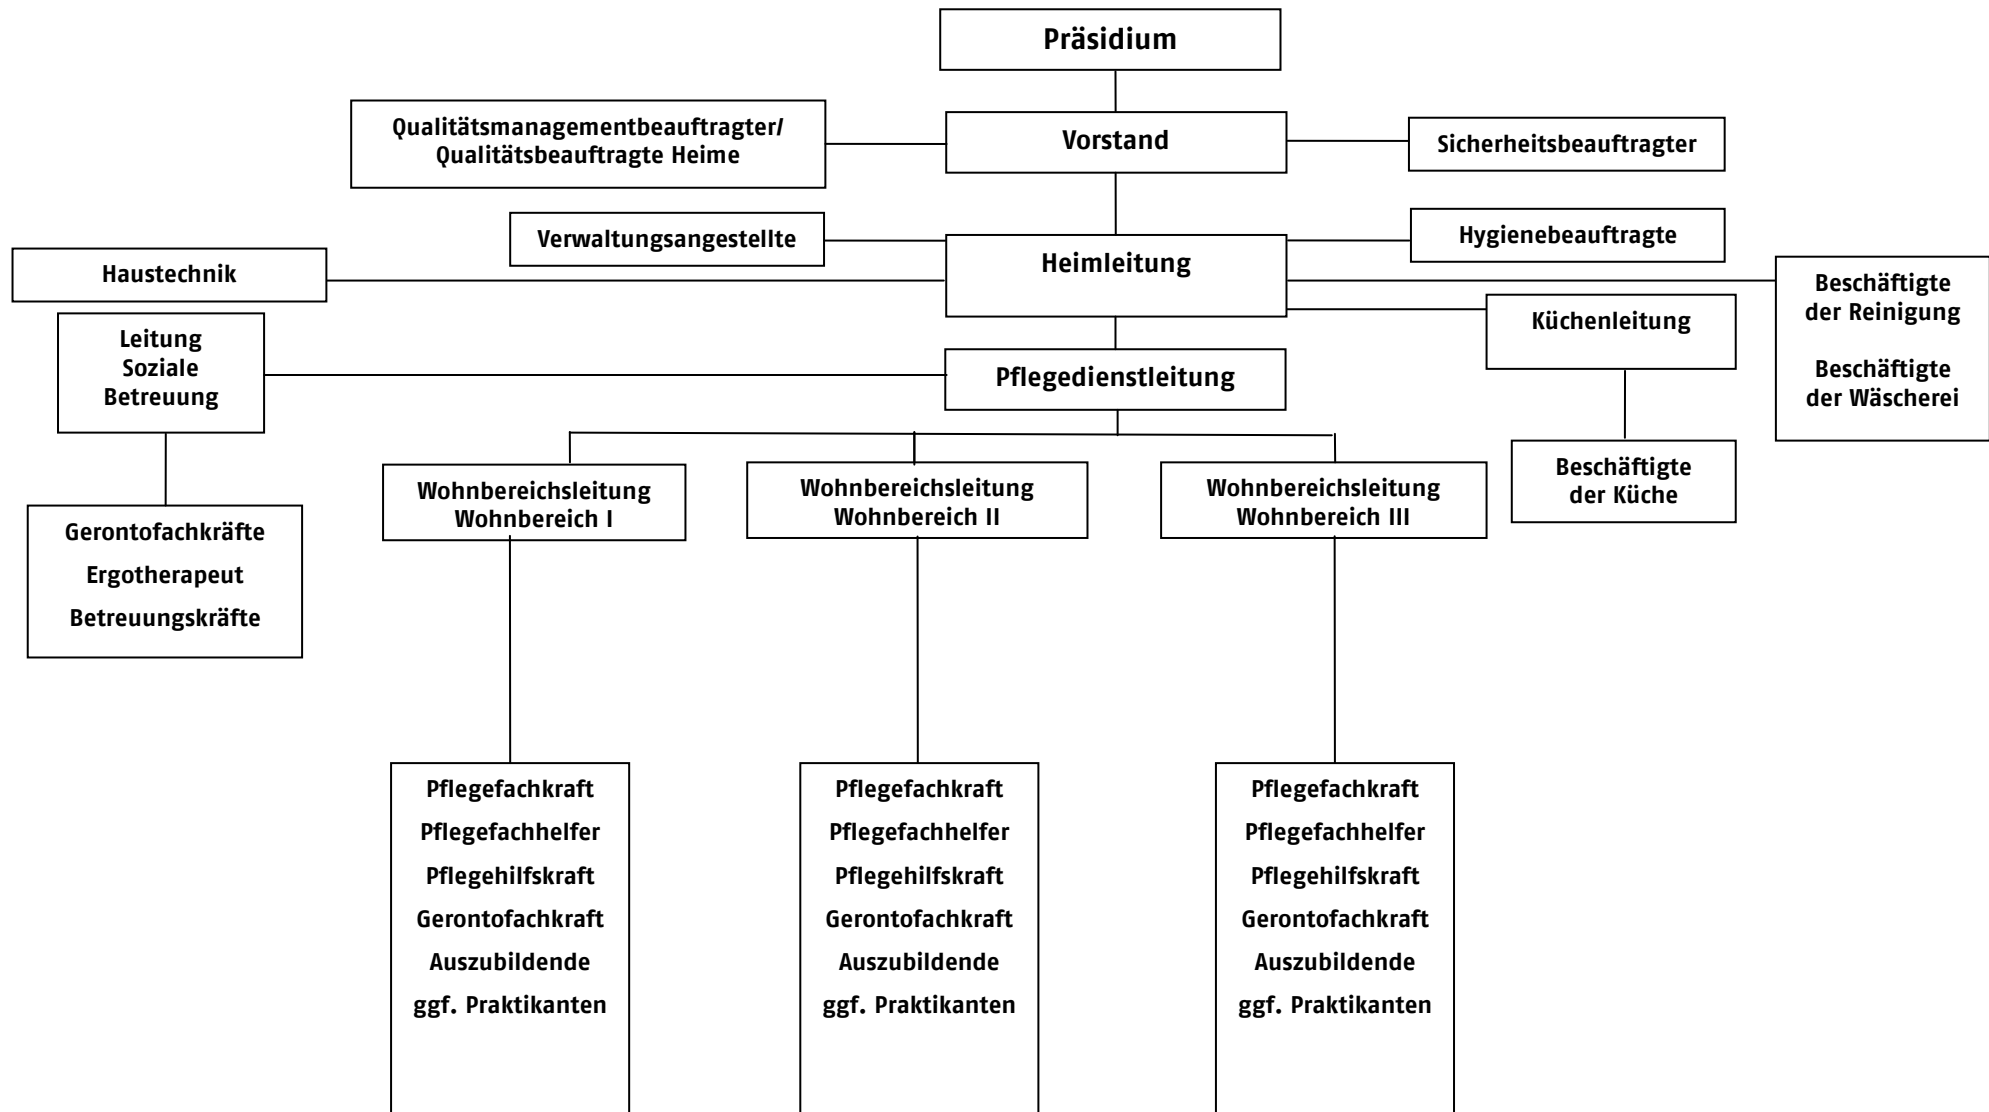 Präsidium
Qualitätsmanagementbeauftragter/
Qualitätsbeauftragte Heime
Vorstand
Sicherheitsbeauftragter
Verwaltungsangestellte
Hygienebeauftragte
Haustechnik
Heimleitung
Beschäftigte
der Reinigung
Beschäftigte
der Wäscherei
Küchenleitung
Leitung
Soziale
Betreuung
Pflegedienstleitung
Beschäftigte
der Küche
Wohnbereichsleitung
Wohnbereich I
Wohnbereichsleitung
Wohnbereich II
Wohnbereichsleitung
Wohnbereich III
Gerontofachkräfte
Ergotherapeut
Betreuungskräfte
Pflegefachkraft
Pflegefachhelfer
Pflegehilfskraft
Gerontofachkraft
Auszubildende
ggf. Praktikanten
Pflegefachkraft
Pflegefachhelfer
Pflegehilfskraft
Gerontofachkraft
Auszubildende
ggf. Praktikanten
Pflegefachkraft
Pflegefachhelfer
Pflegehilfskraft
Gerontofachkraft
Auszubildende
ggf. Praktikanten